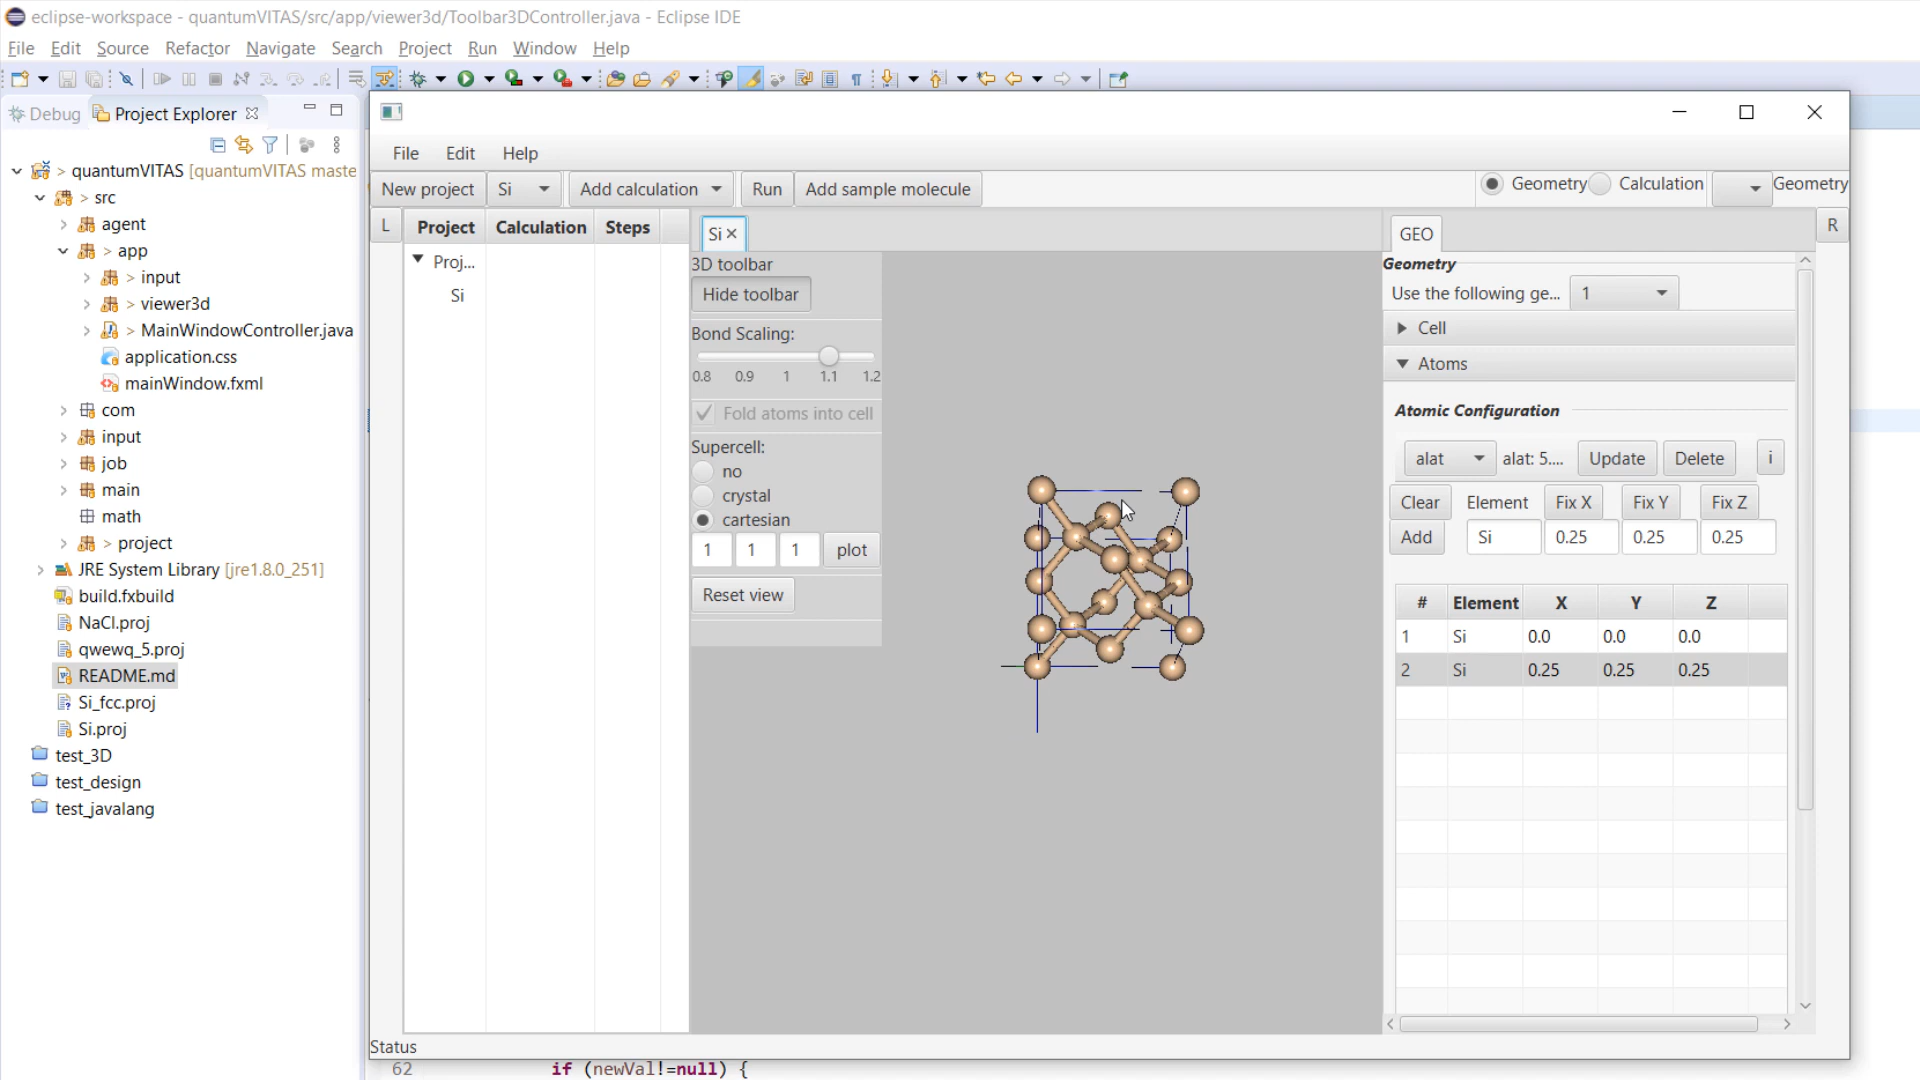 eclipse-workspace - quantumVITAS/src/app/viewer3d/Toolbar3DController.java - Eclipse IDE
File Edit Source Refactor Navigate Search Project Run Window Help
Debug Project Explorer
quantumVITAS [quantumVITAS maste
src
agent
app
input
viewer3d
MainWindowController.java
application.css
mainWindow.fxml
com
input
job
main
math
project
JRE System Library [jre1.8.0_251]
build.fxbuild
NaCl.proj
qwewq_5.proj
README.md
Si_fcc.proj
Si.proj
test_3D
test_design
test_javalang
File Edit Help
New project Si Add calculation Run Add sample molecule Geometry Calculation Geometry
L Project Calculation Steps
Proj...
Si
Si
3D toolbar
Hide toolbar
Bond Scaling:
0.8 0.9 1 1.1 1.2
Fold atoms into cell
Supercell:
no
crystal
cartesian
1 1 1 plot
Reset view
R
GEO
Geometry
Use the following ge... 1
Cell
Atoms
Atomic Configuration
alat alat: 5.... Update Delete i
Clear Element Fix X Fix Y Fix Z
Add Si 0.25 0.25 0.25
# Element X Y Z
1 Si 0.0 0.0 0.0
2 Si 0.25 0.25 0.25
Status
62 if (newVal!=null) {